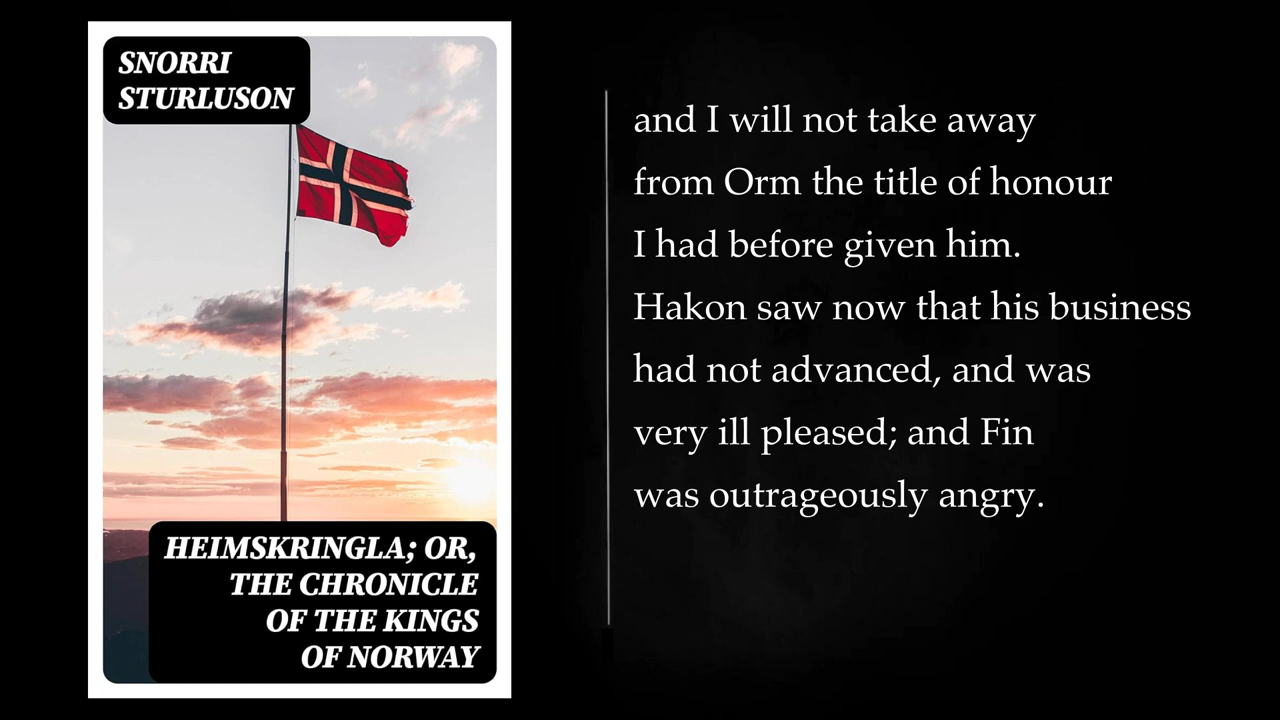 SNORRI
STURLUSON
HEIMSKRINGLA; OR,
THE CHRONICLE
OF THE KINGS
OF NORWAY
and I will not take away
from Orm the title of honour
I had before given him.
Hakon saw now that his business
had not advanced, and was
very ill pleased; and Fin
was outrageously angry.